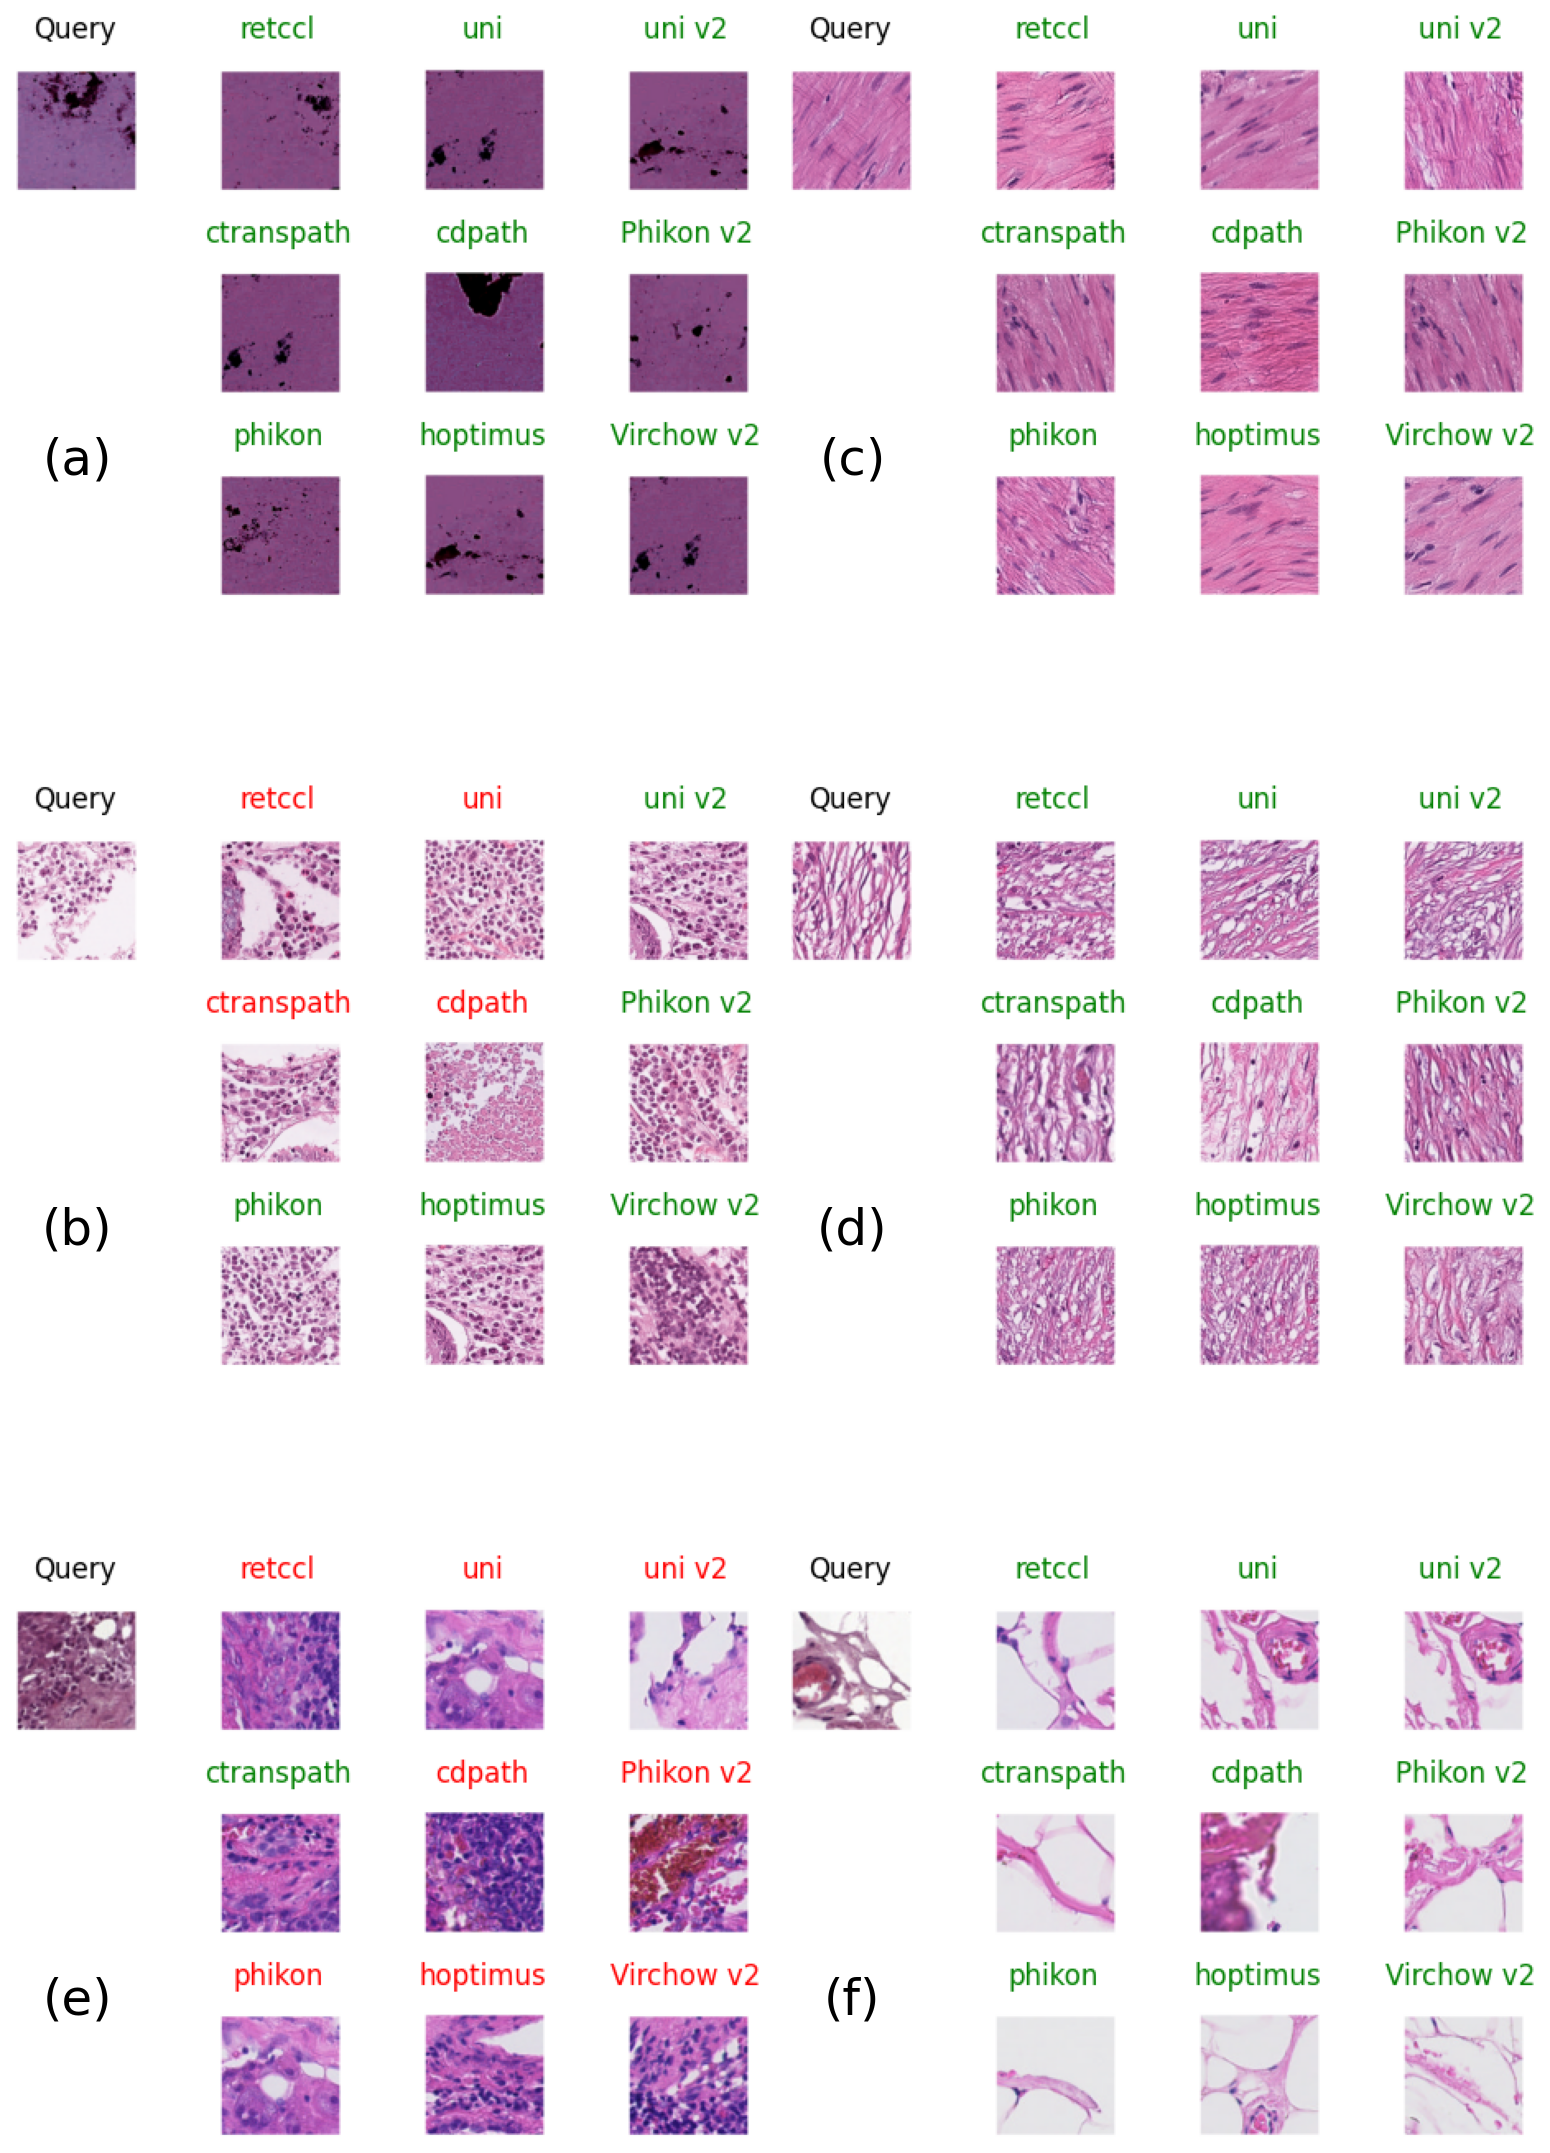 Query retccl uni uni v2
ctranspath cdpath Phikon v2
phikon hoptimus Virchow v2
(a)
Query retccl uni uni v2
ctranspath cdpath Phikon v2
phikon hoptimus Virchow v2
(c)
Query retccl uni uni v2
ctranspath cdpath Phikon v2
phikon hoptimus Virchow v2
(b)
Query retccl uni uni v2
ctranspath cdpath Phikon v2
phikon hoptimus Virchow v2
(d)
Query retccl uni uni v2
ctranspath cdpath Phikon v2
phikon hoptimus Virchow v2
(e)
Query retccl uni uni v2
ctranspath cdpath Phikon v2
phikon hoptimus Virchow v2
(f)